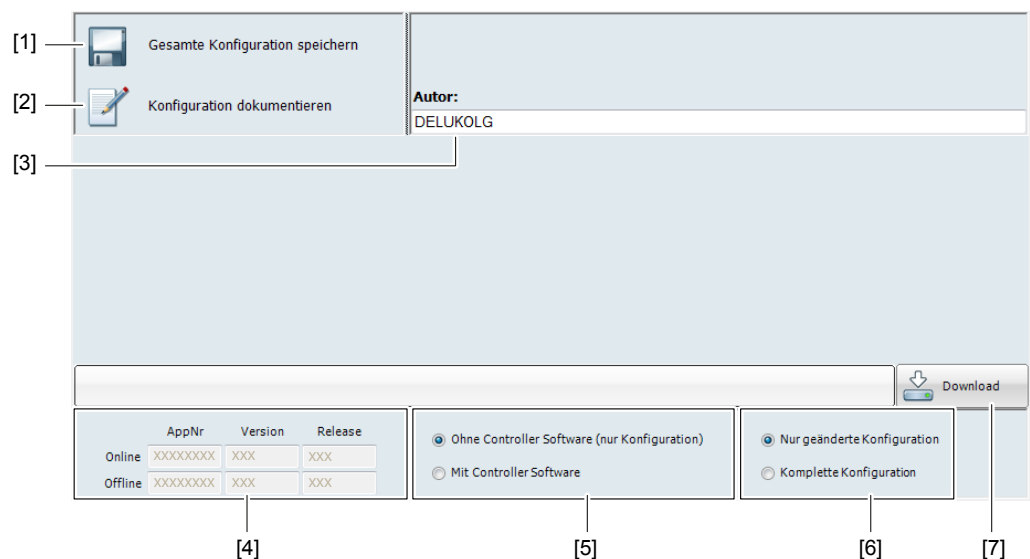 [1]
Gesamte Konfiguration speichern
[2]
Konfiguration dokumentieren
Autor:
DELUKOLG
[3]
Download
AppNr Version Release
Online XXXXXXXX XXX XXX
Offline XXXXXXXX XXX XXX
Ohne Controller Software (nur Konfiguration)
Mit Controller Software
Nur geänderte Konfiguration
Komplette Konfiguration
[4] [5] [6] [7]